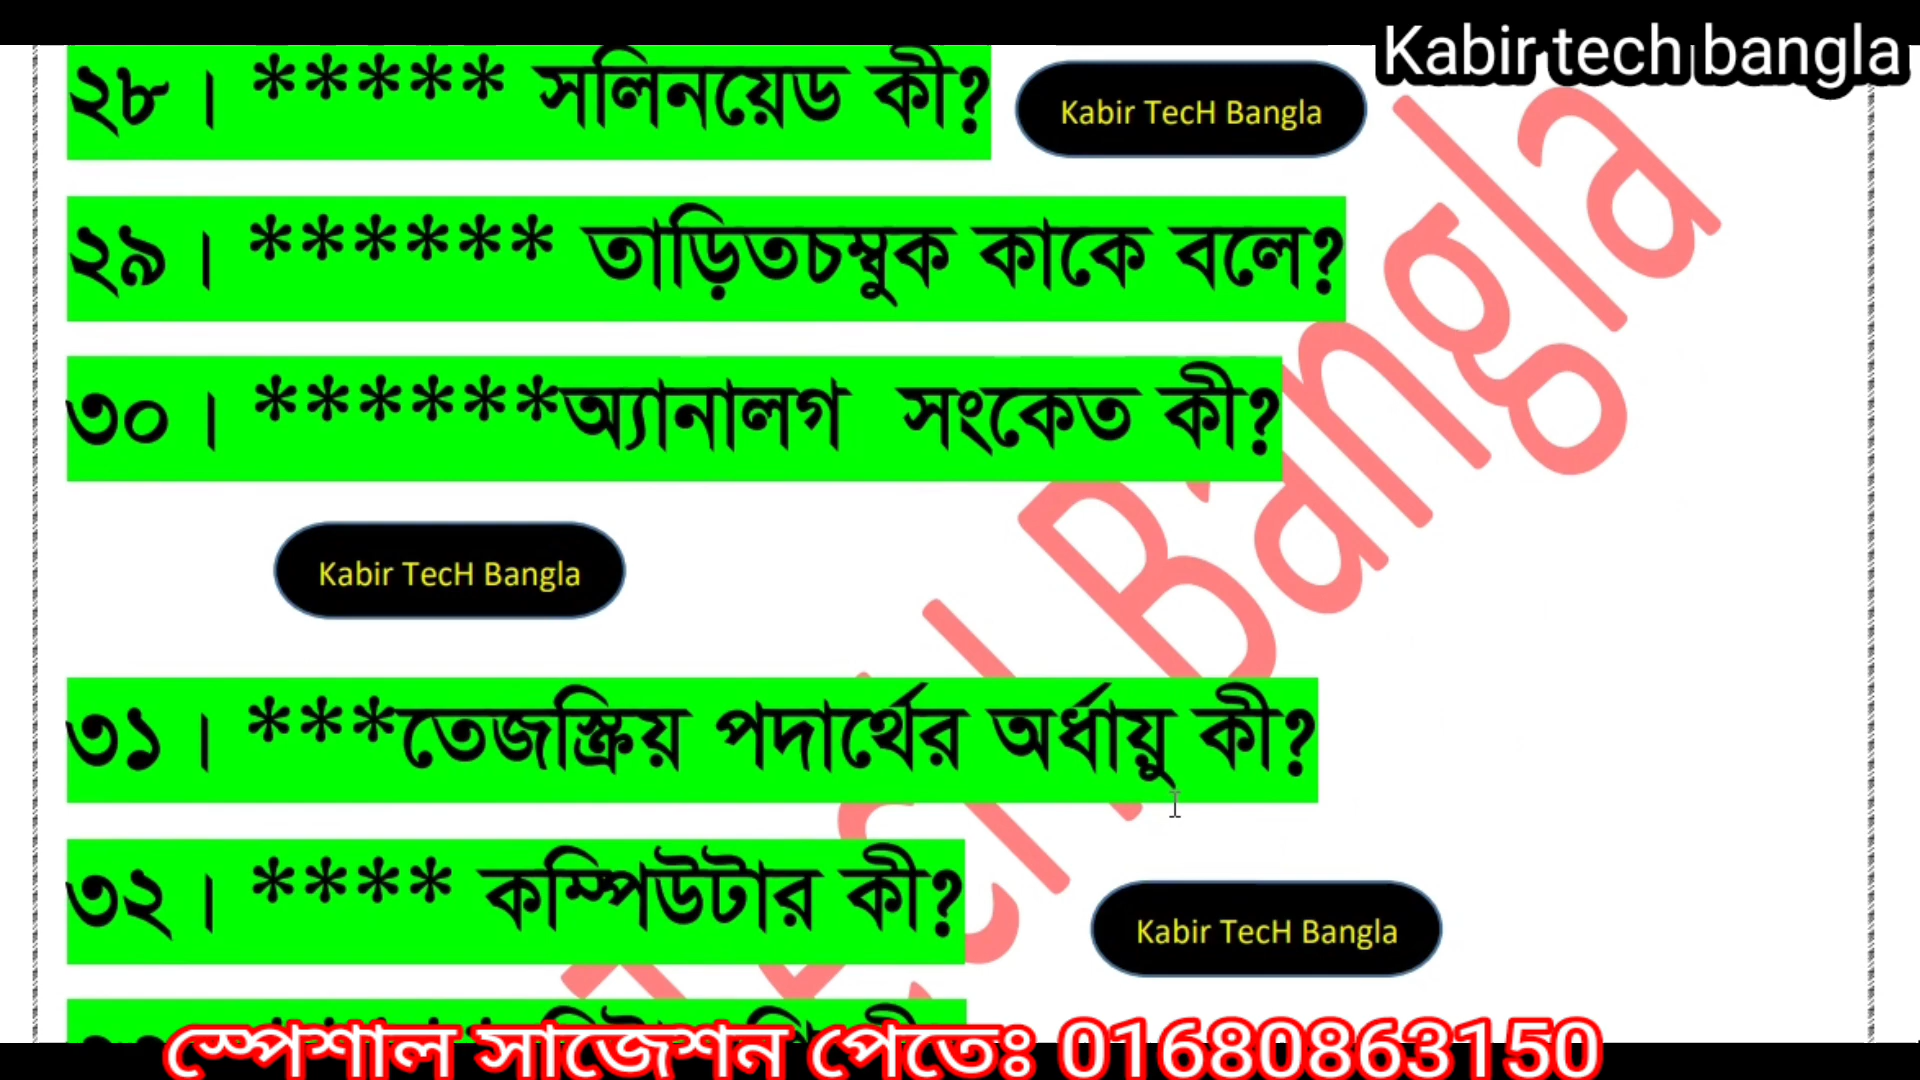 Kabir tech bangla
২৮। ***** সলিনয়েড কী?
Kabir TecH Bangla
২৯। ****** তাড়িতচম্বুক কাকে বলে?
৩০। ******অ্যানালগ সংকেত কী?
Kabir TecH Bangla
৩১। ***তেজস্ক্রিয় পদার্থের অর্ধায়ু কী?
৩২। **** কম্পিউটার কী?
Kabir TecH Bangla
স্পেশাল সাজেশন পেতেঃ 01680863150